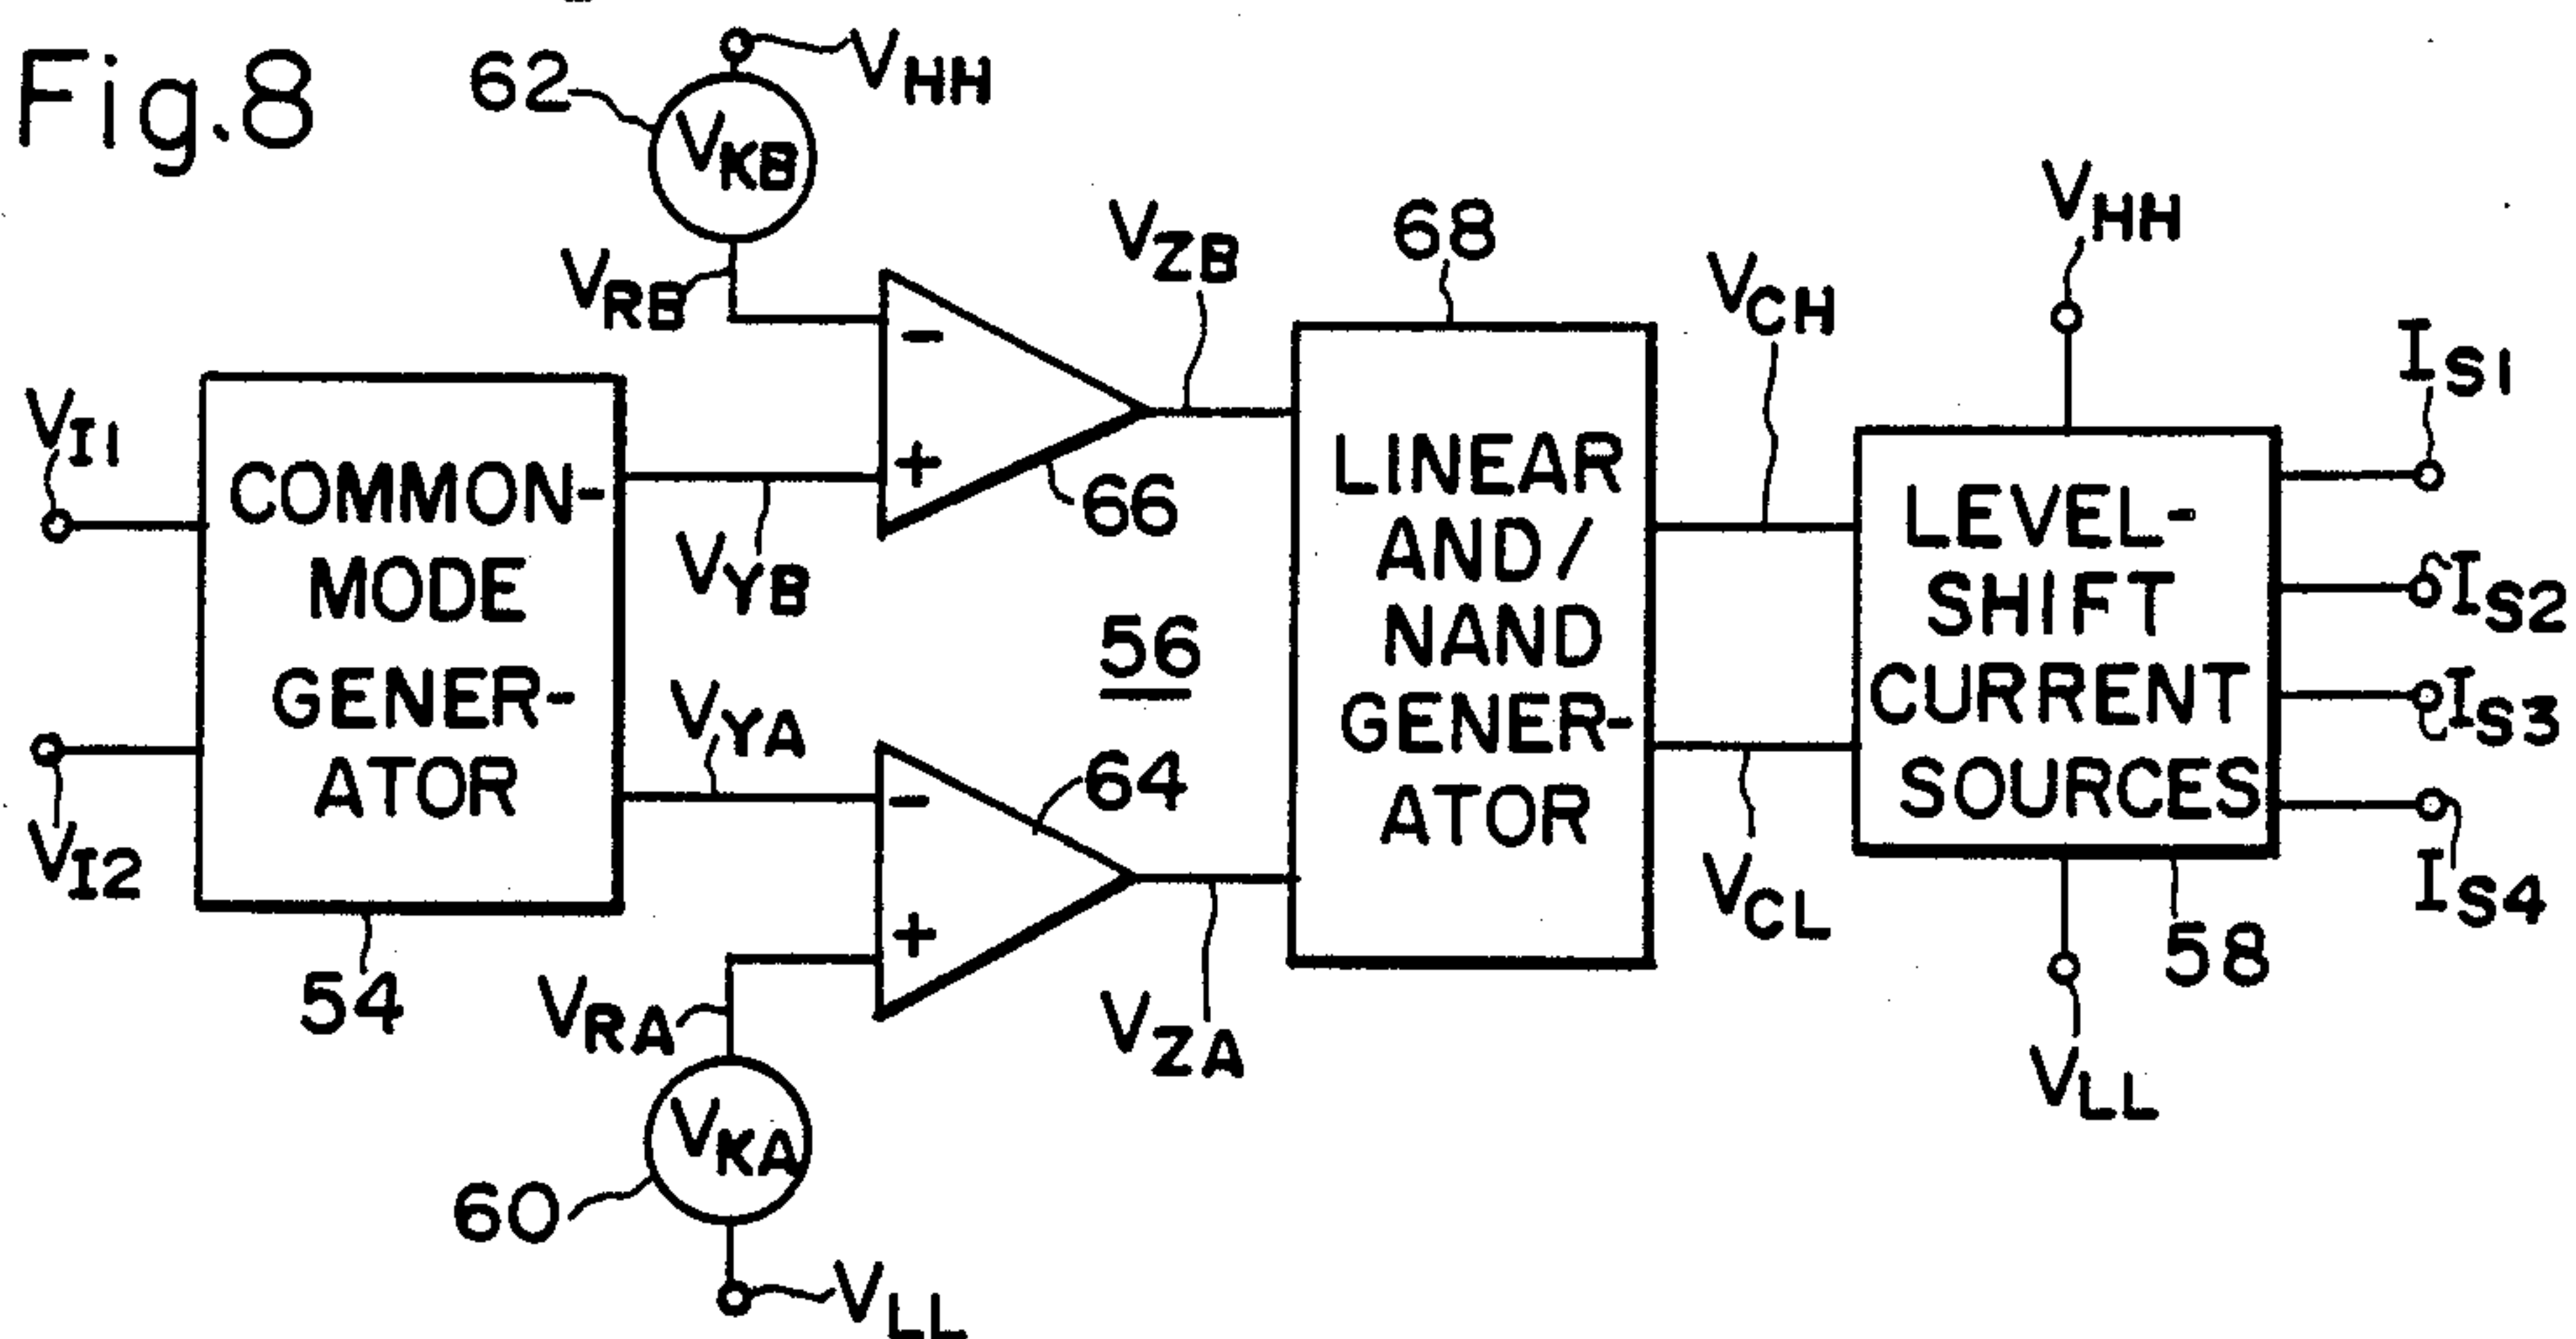 Fig.8
62
VHH
VKB
VRB
VZB
68
VCH
VHH
IS1
VI1
COMMON-
MODE
GENER-
ATOR
-
+
66
VYB
LINEAR
AND/
NAND
GENER-
ATOR
LEVEL-
SHIFT
CURRENT
SOURCES
IS2
56
VYA
IS3
VI2
64
-
+
VCL
IS4
54
VRA
VZA
58
VKA
VLL
60
VLL